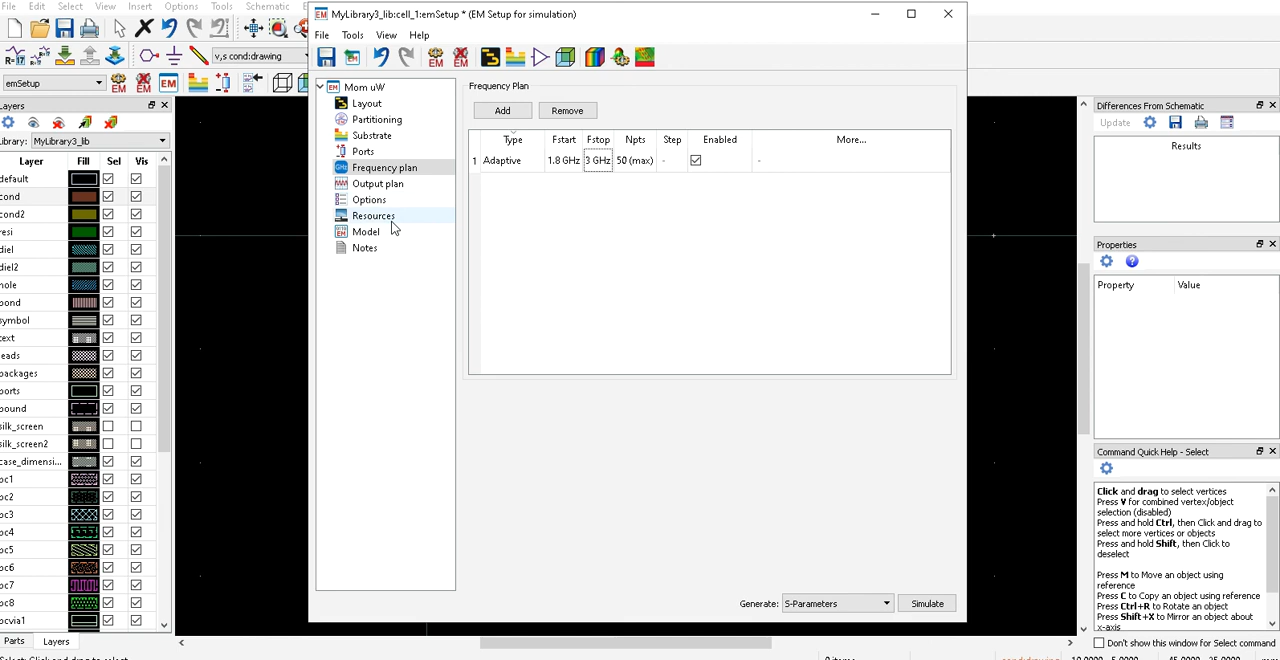 File Edit Select View Insert Options Tools Schematic
EM MyLibrary3_lib:cell_1:emSetup * (EM Setup for simulation)
File Tools View Help
v,s cond:drawing
emSetup
EM
Layers
Library: MyLibrary3_lib
Layer Fill Sel Vis
default
cond
cond2
resi
diel
diel2
hole
bond
symbol
text
leads
packages
ports
bound
silk_screen
silk_screen2
case_dimensi...
pc1
pc2
pc3
pc4
pc5
pc6
pc7
pc8
pcvia1
Parts Layers
Mom uW
Layout
Partitioning
Substrate
Ports
Frequency plan
Output plan
Options
Resources
Model
Notes
Frequency Plan
Add Remove
Type Fstart Fstop Npts Step Enabled More...
1 Adaptive 1.8 GHz 3 GHz 50 (max) - -
Generate: S-Parameters Simulate
Differences From Schematic
Update
Results
Properties
Property Value
Command Quick Help - Select
Click and drag to select vertices
Press V for combined vertex/object
selection (disabled)
Press and hold Ctrl, then Click and drag to
select more vertices or objects
Press and hold Shift, then Click to
deselect
Press M to Move an object using
reference
Press C to Copy an object using reference
Press Ctrl+R to Rotate an object
Press Shift+X to Mirror an object about
x-axis
Don't show this window for Select command